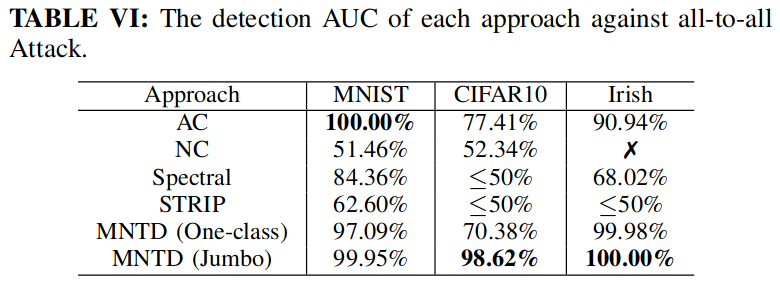 TABLE VI: The detection AUC of each approach against all-to-all
Attack.
Approach MNIST CIFAR10 Irish
AC 100.00% 77.41% 90.94%
NC 51.46% 52.34% ✗
Spectral 84.36% ≤50% 68.02%
STRIP 62.60% ≤50% ≤50%
MNTD (One-class) 97.09% 70.38% 99.98%
MNTD (Jumbo) 99.95% 98.62% 100.00%